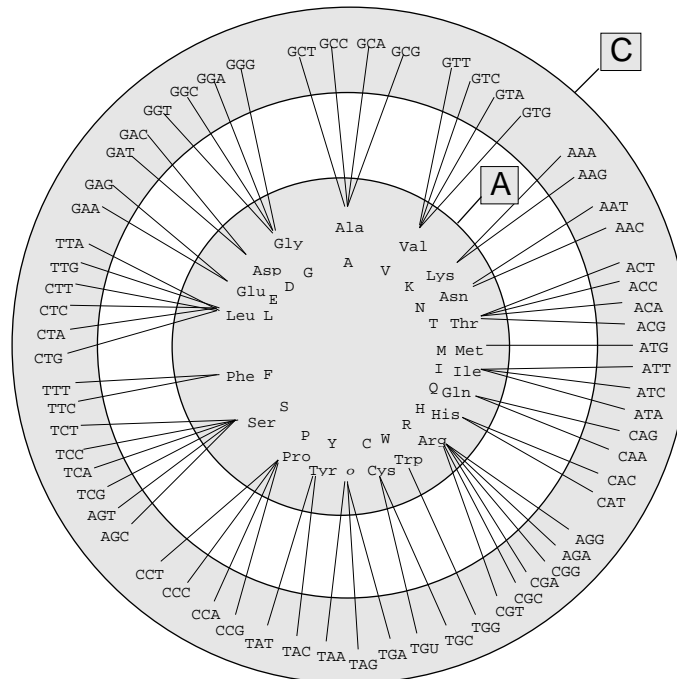 C
A
GCT
GCC
GCA
GCG
GTT
GTC
GTA
GTG
AAA
AAG
AAT
AAC
ACT
ACC
ACA
ACG
ATG
ATT
ATC
ATA
CAG
CAA
CAC
CAT
AGG
AGA
CGG
CGA
CGC
CGT
TGG
TGC
TGU
TGA
TAG
TAA
TAC
TAT
CCG
CCA
CCC
CCT
AGC
AGT
TCG
TCA
TCC
TCT
TTC
TTT
CTG
CTA
CTC
CTT
TTG
TTA
GAA
GAG
GAT
GAC
GGT
GGC
GGA
GGG
Ala
Val
Lys
Asn
Thr
Met
Ile
Gln
His
Arg
Trp
Cys
o
Tyr
Pro
Ser
Phe
Leu
Glu
Asp
Gly
A
V
K
N
T
M
I
Q
H
R
W
C
Y
P
S
F
L
E
D
G